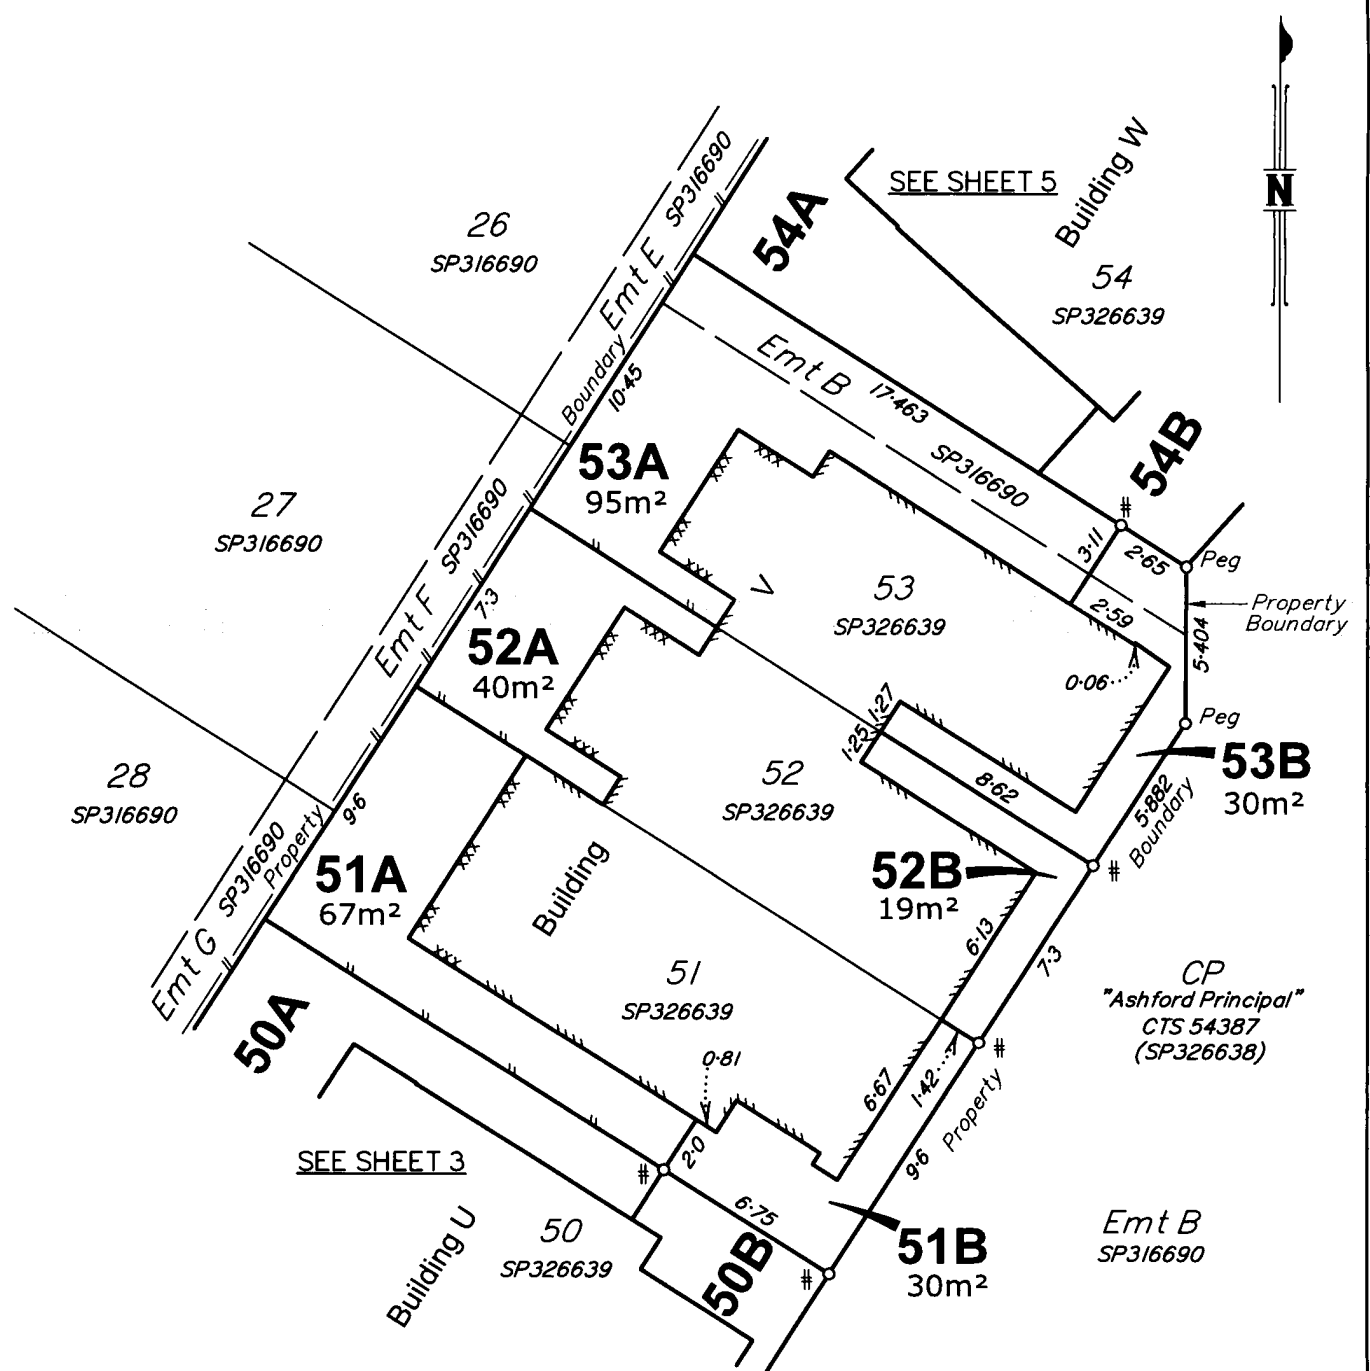 N
SEE SHEET 5
Building W
54A
54
SP326639
26
SP316690
Emt E SP316690
Boundary
10·45
Emt B 17·463
SP316690
54B
#
3·11
2·65
Peg
Property
Boundary
5·404
2·59
0·06
Peg
53A
95m²
27
SP316690
Emt F SP316690
7·3
V
53
SP326639
52A
40m²
1·25 1·27
8·62
53B
30m²
5·882
Boundary
#
28
SP316690
9·6
Property
Emt G SP316690
52
SP326639
51A
67m²
Building
52B
19m²
6·13
7·3
51
SP326639
CP
"Ashford Principal"
CTS 54387
(SP326638)
50A
0·81
6·67
1·42
#
Property
9·6
SEE SHEET 3
#
2·0
6·75
50
SP326639
Building U
50B
#
51B
30m²
Emt B
SP316690